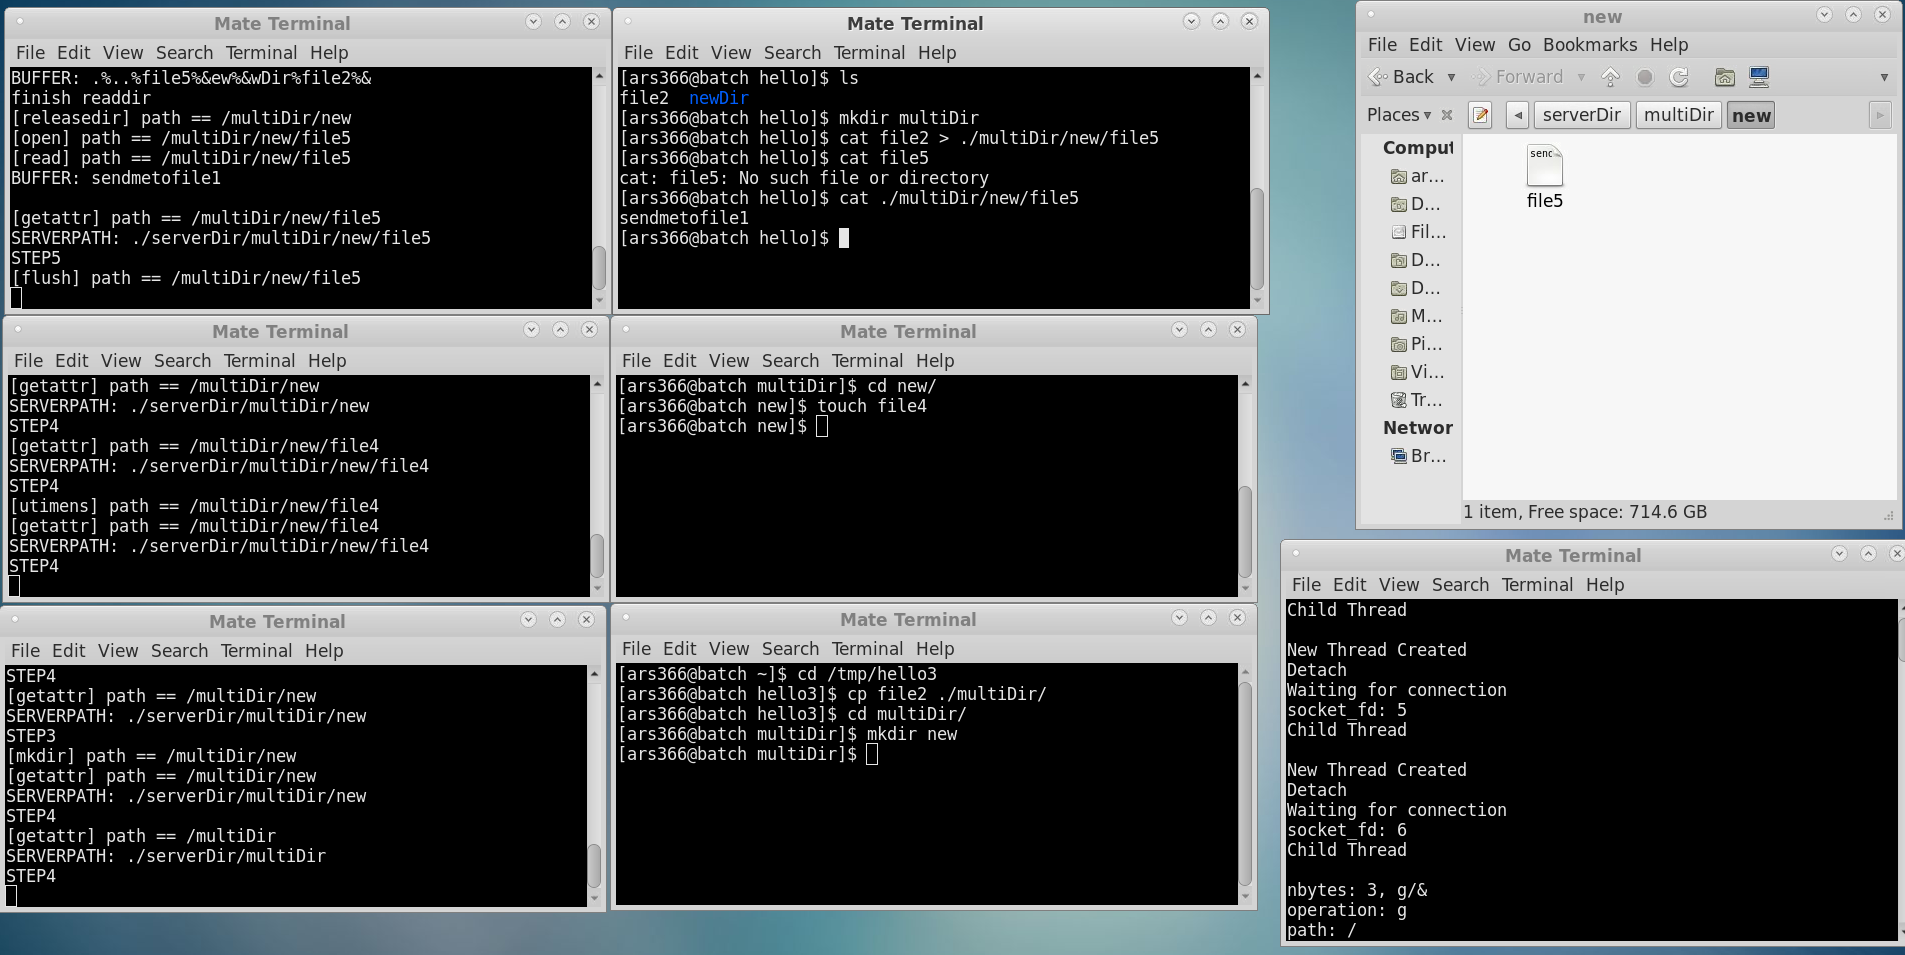 Mate Terminal
File Edit View Search Terminal Help
BUFFER: .%..%file5%&ew%&wDir%file2%&
finish readdir
[releasedir] path == /multiDir/new
[open] path == /multiDir/new/file5
[read] path == /multiDir/new/file5
BUFFER: sendmetofile1
[getattr] path == /multiDir/new/file5
SERVERPATH: ./serverDir/multiDir/new/file5
STEP5
[flush] path == /multiDir/new/file5
Mate Terminal
File Edit View Search Terminal Help
[ars366@batch hello]$ ls
file2 newDir
[ars366@batch hello]$ mkdir multiDir
[ars366@batch hello]$ cat file2 > ./multiDir/new/file5
[ars366@batch hello]$ cat file5
cat: file5: No such file or directory
[ars366@batch hello]$ cat ./multiDir/new/file5
sendmetofile1
[ars366@batch hello]$
new
File Edit View Go Bookmarks Help
Back Forward
Places serverDir multiDir new
Comput
ar...
D...
Fil...
D...
D...
M...
Pi...
Vi...
Tr...
Networ
Br...
send
file5
1 item, Free space: 714.6 GB
Mate Terminal
File Edit View Search Terminal Help
[getattr] path == /multiDir/new
SERVERPATH: ./serverDir/multiDir/new
STEP4
[getattr] path == /multiDir/new/file4
SERVERPATH: ./serverDir/multiDir/new/file4
STEP4
[utimens] path == /multiDir/new/file4
[getattr] path == /multiDir/new/file4
SERVERPATH: ./serverDir/multiDir/new/file4
STEP4
Mate Terminal
File Edit View Search Terminal Help
[ars366@batch multiDir]$ cd new/
[ars366@batch new]$ touch file4
[ars366@batch new]$
Mate Terminal
File Edit View Search Terminal Help
STEP4
[getattr] path == /multiDir/new
SERVERPATH: ./serverDir/multiDir/new
STEP3
[mkdir] path == /multiDir/new
[getattr] path == /multiDir/new
SERVERPATH: ./serverDir/multiDir/new
STEP4
[getattr] path == /multiDir
SERVERPATH: ./serverDir/multiDir
STEP4
Mate Terminal
File Edit View Search Terminal Help
[ars366@batch ~]$ cd /tmp/hello3
[ars366@batch hello3]$ cp file2 ./multiDir/
[ars366@batch hello3]$ cd multiDir/
[ars366@batch multiDir]$ mkdir new
[ars366@batch multiDir]$
Mate Terminal
File Edit View Search Terminal Help
Child Thread
New Thread Created
Detach
Waiting for connection
socket_fd: 5
Child Thread
New Thread Created
Detach
Waiting for connection
socket_fd: 6
Child Thread
nbytes: 3, g/&
operation: g
path: /